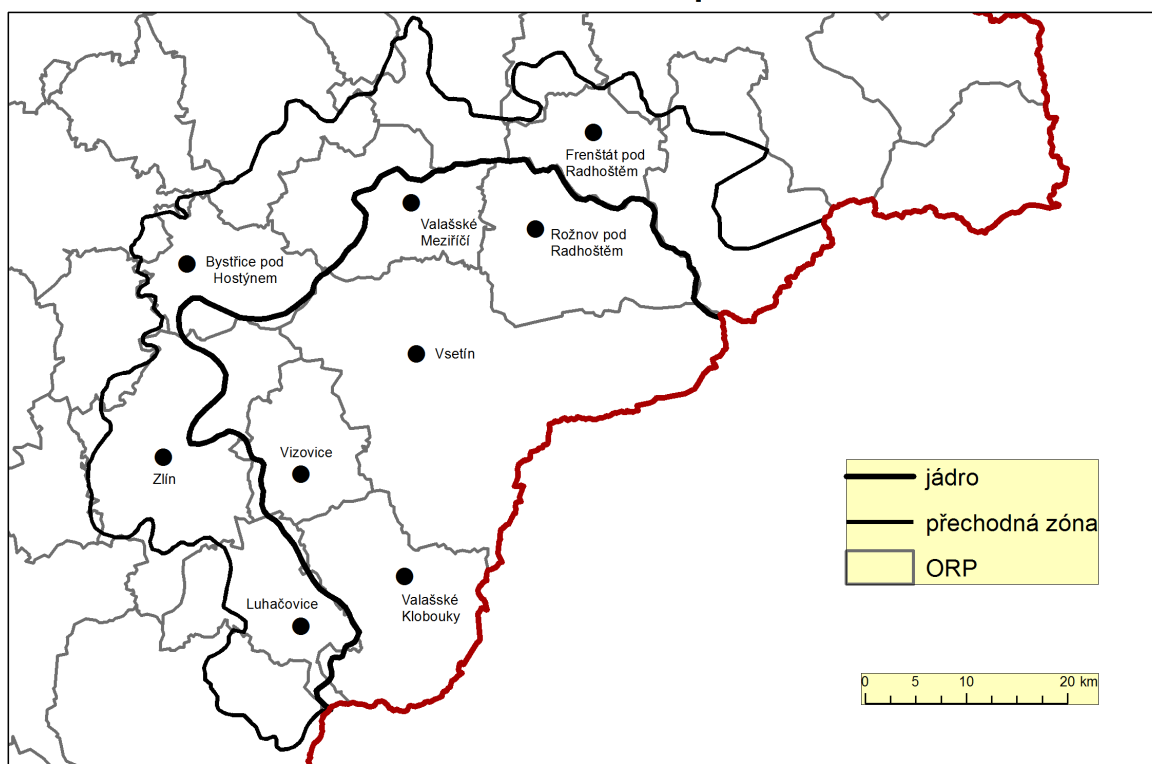 Frenštát pod
Radhoštěm
Valašské
Meziříčí
Rožnov pod
Radhoštěm
Bystřice pod
Hostýnem
Vsetín
Vizovice
Zlín
Valašské
Klobouky
Luhačovice
jádro
přechodná zóna
ORP
0 5 10 20 km